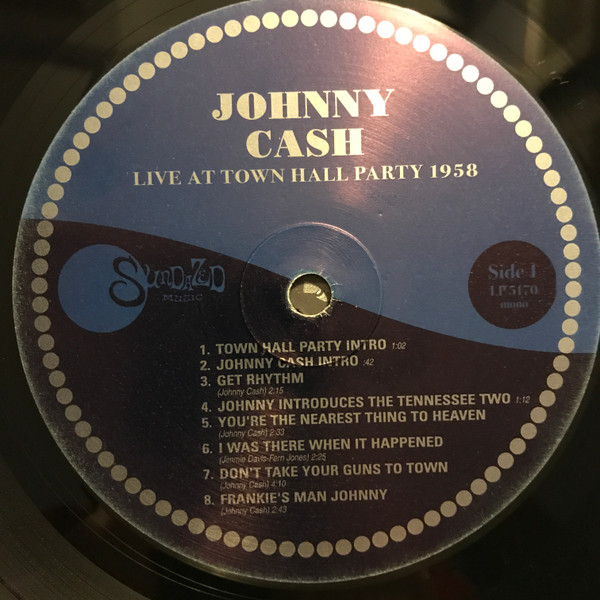 JOHNNY
CASH
LIVE AT TOWN HALL PARTY 1958
SUNDAZED
MUSIC
Side 1
LP 5170
mono
1. TOWN HALL PARTY INTRO 1:02
2. JOHNNY CASH INTRO :42
3. GET RHYTHM
(Johnny Cash) 2:15
4. JOHNNY INTRODUCES THE TENNESSEE TWO 1:12
5. YOU'RE THE NEAREST THING TO HEAVEN
(Johnny Cash) 2:33
6. I WAS THERE WHEN IT HAPPENED
(Jimmie Davis-Fern Jones) 2:25
7. DON'T TAKE YOUR GUNS TO TOWN
(Johnny Cash) 4:10
8. FRANKIE'S MAN JOHNNY
(Johnny Cash) 2:43